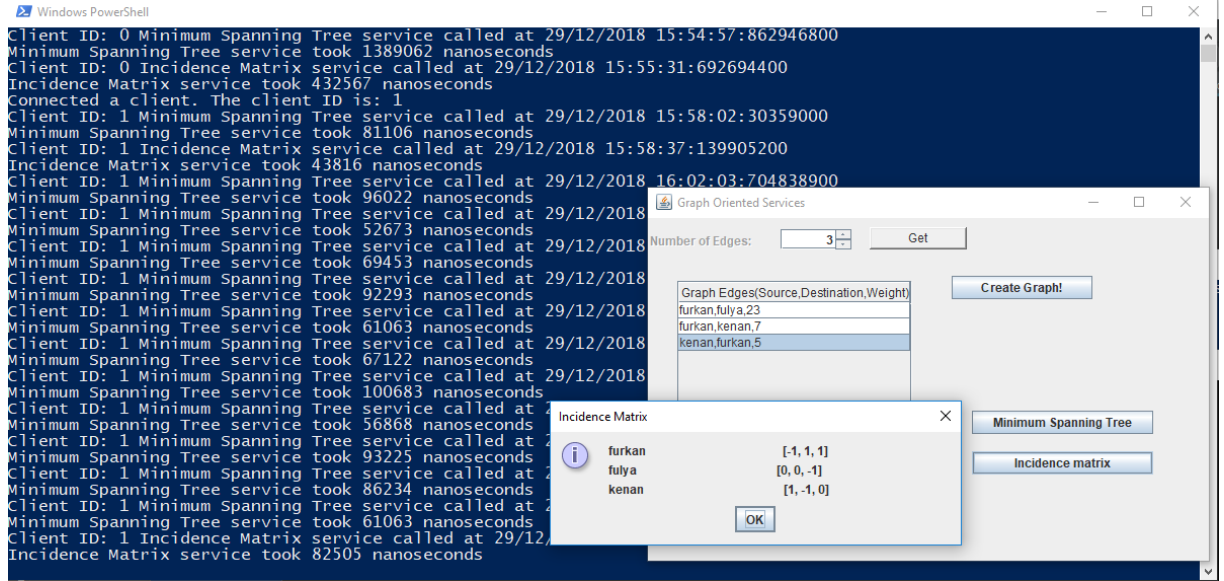 Windows PowerShell
Client ID: 0 Minimum Spanning Tree service called at 29/12/2018 15:54:57:862946800
Minimum Spanning Tree service took 1389062 nanoseconds
Client ID: 0 Incidence Matrix service called at 29/12/2018 15:55:31:692694400
Incidence Matrix service took 432567 nanoseconds
Connected a client. The client ID is: 1
Client ID: 1 Minimum Spanning Tree service called at 29/12/2018 15:58:02:30359000
Minimum Spanning Tree service took 81106 nanoseconds
Client ID: 1 Incidence Matrix service called at 29/12/2018 15:58:37:139905200
Incidence Matrix service took 43816 nanoseconds
Client ID: 1 Minimum Spanning Tree service called at 29/12/2018 16:02:03:704838900
Minimum Spanning Tree service took 96022 nanoseconds
Client ID: 1 Minimum Spanning Tree service called at 29/12/2018
Minimum Spanning Tree service took 52673 nanoseconds
Client ID: 1 Minimum Spanning Tree service called at 29/12/2018
Minimum Spanning Tree service took 69453 nanoseconds
Client ID: 1 Minimum Spanning Tree service called at 29/12/2018
Minimum Spanning Tree service took 92293 nanoseconds
Client ID: 1 Minimum Spanning Tree service called at 29/12/2018
Minimum Spanning Tree service took 61063 nanoseconds
Client ID: 1 Minimum Spanning Tree service called at 29/12/2018
Minimum Spanning Tree service took 67122 nanoseconds
Client ID: 1 Minimum Spanning Tree service called at 29/12/2018
Minimum Spanning Tree service took 100683 nanoseconds
Client ID: 1 Minimum Spanning Tree service called at
Minimum Spanning Tree service took 56868 nanoseconds
Client ID: 1 Minimum Spanning Tree service called at
Minimum Spanning Tree service took 93225 nanoseconds
Client ID: 1 Minimum Spanning Tree service called at
Minimum Spanning Tree service took 86234 nanoseconds
Client ID: 1 Minimum Spanning Tree service called at
Minimum Spanning Tree service took 61063 nanoseconds
Client ID: 1 Incidence Matrix service called at 29/12/
Incidence Matrix service took 82505 nanoseconds
Graph Oriented Services
Number of Edges: 3 Get
Graph Edges(Source,Destination,Weight)
furkan,fulya,23
furkan,kenan,7
kenan,furkan,5
Create Graph!
Minimum Spanning Tree
Incidence matrix
Incidence Matrix
furkan [-1, 1, 1]
fulya [0, 0, -1]
kenan [1, -1, 0]
OK